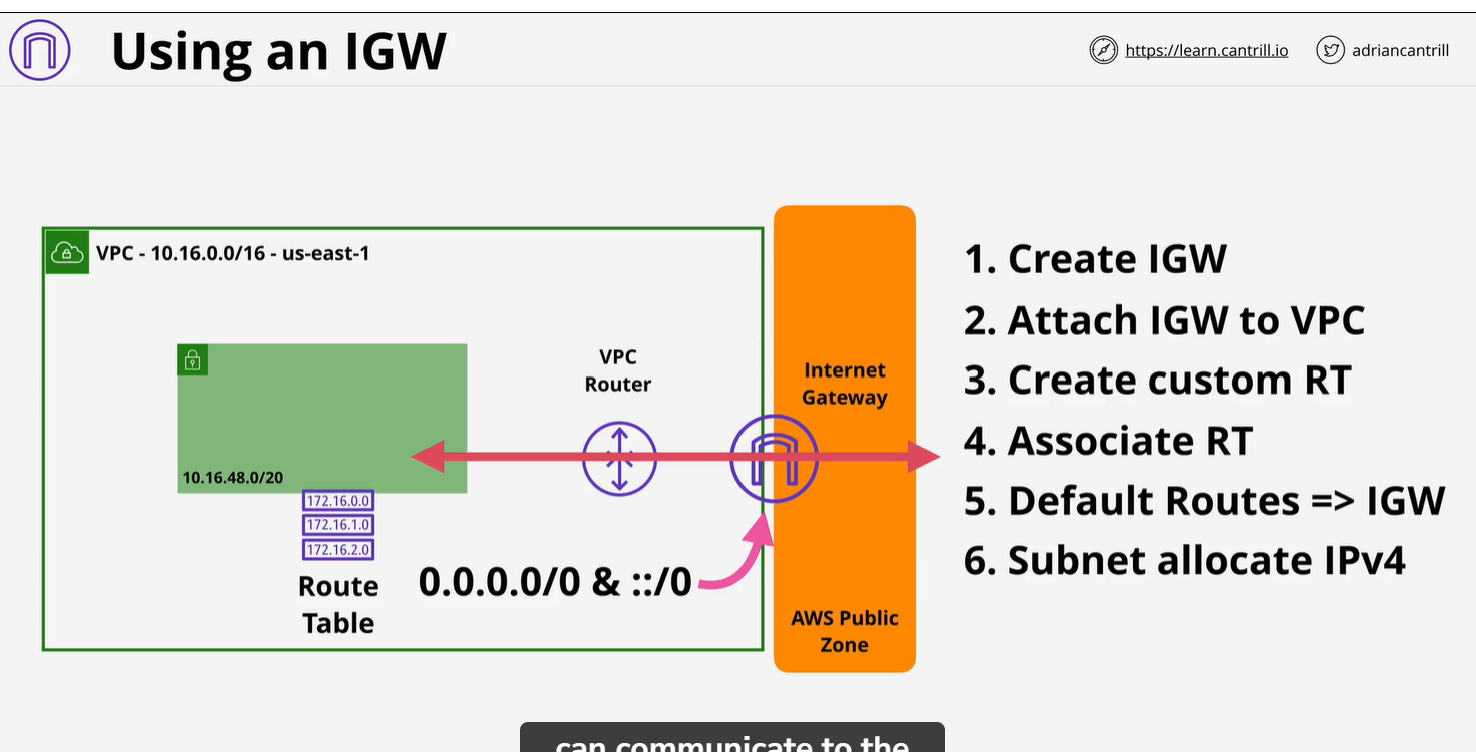 Using an IGW
https://learn.cantrill.io
adriancantrill
VPC - 10.16.0.0/16 - us-east-1
10.16.48.0/20
172.16.0.0
172.16.1.0
172.16.2.0
Route
Table
0.0.0.0/0 & ::/0
VPC
Router
Internet
Gateway
AWS Public
Zone
1. Create IGW
2. Attach IGW to VPC
3. Create custom RT
4. Associate RT
5. Default Routes => IGW
6. Subnet allocate IPv4
can communicate to the